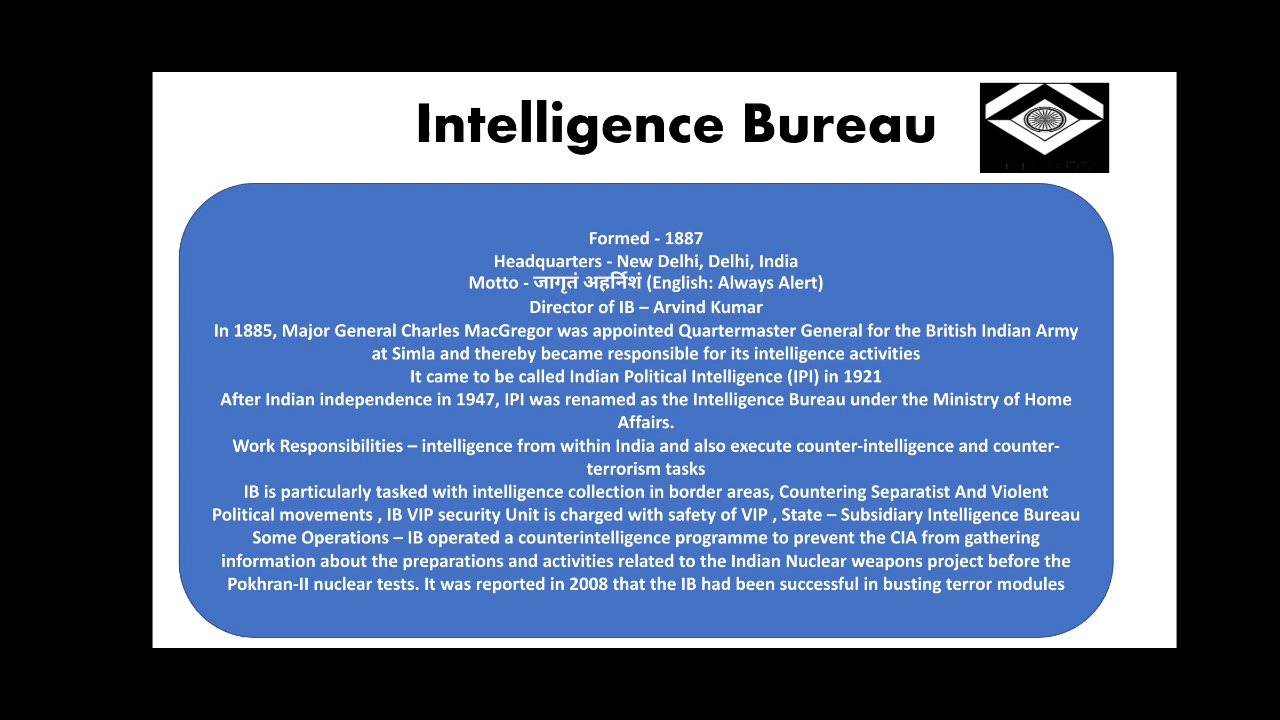 Intelligence Bureau
Formed - 1887
Headquarters - New Delhi, Delhi, India
Motto - जागृतं अहर्निशं (English: Always Alert)
Director of IB – Arvind Kumar
In 1885, Major General Charles MacGregor was appointed Quartermaster General for the British Indian Army
at Simla and thereby became responsible for its intelligence activities
It came to be called Indian Political Intelligence (IPI) in 1921
After Indian independence in 1947, IPI was renamed as the Intelligence Bureau under the Ministry of Home
Affairs.
Work Responsibilities – intelligence from within India and also execute counter-intelligence and counter-
terrorism tasks
IB is particularly tasked with intelligence collection in border areas, Countering Separatist And Violent
Political movements , IB VIP security Unit is charged with safety of VIP , State – Subsidiary Intelligence Bureau
Some Operations – IB operated a counterintelligence programme to prevent the CIA from gathering
information about the preparations and activities related to the Indian Nuclear weapons project before the
Pokhran-II nuclear tests. It was reported in 2008 that the IB had been successful in busting terror modules